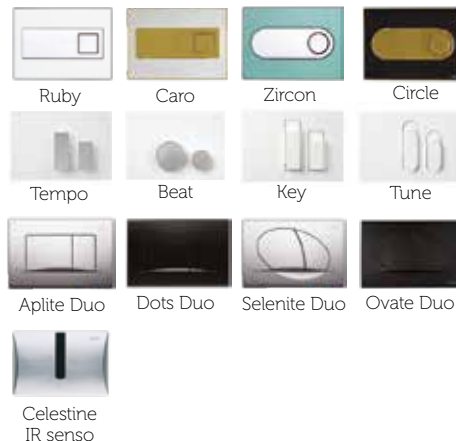 Ruby
Caro
Zircon
Circle
Tempo
Beat
Key
Tune
Aplite Duo
Dots Duo
Selenite Duo
Ovate Duo
Celestine
IR senso